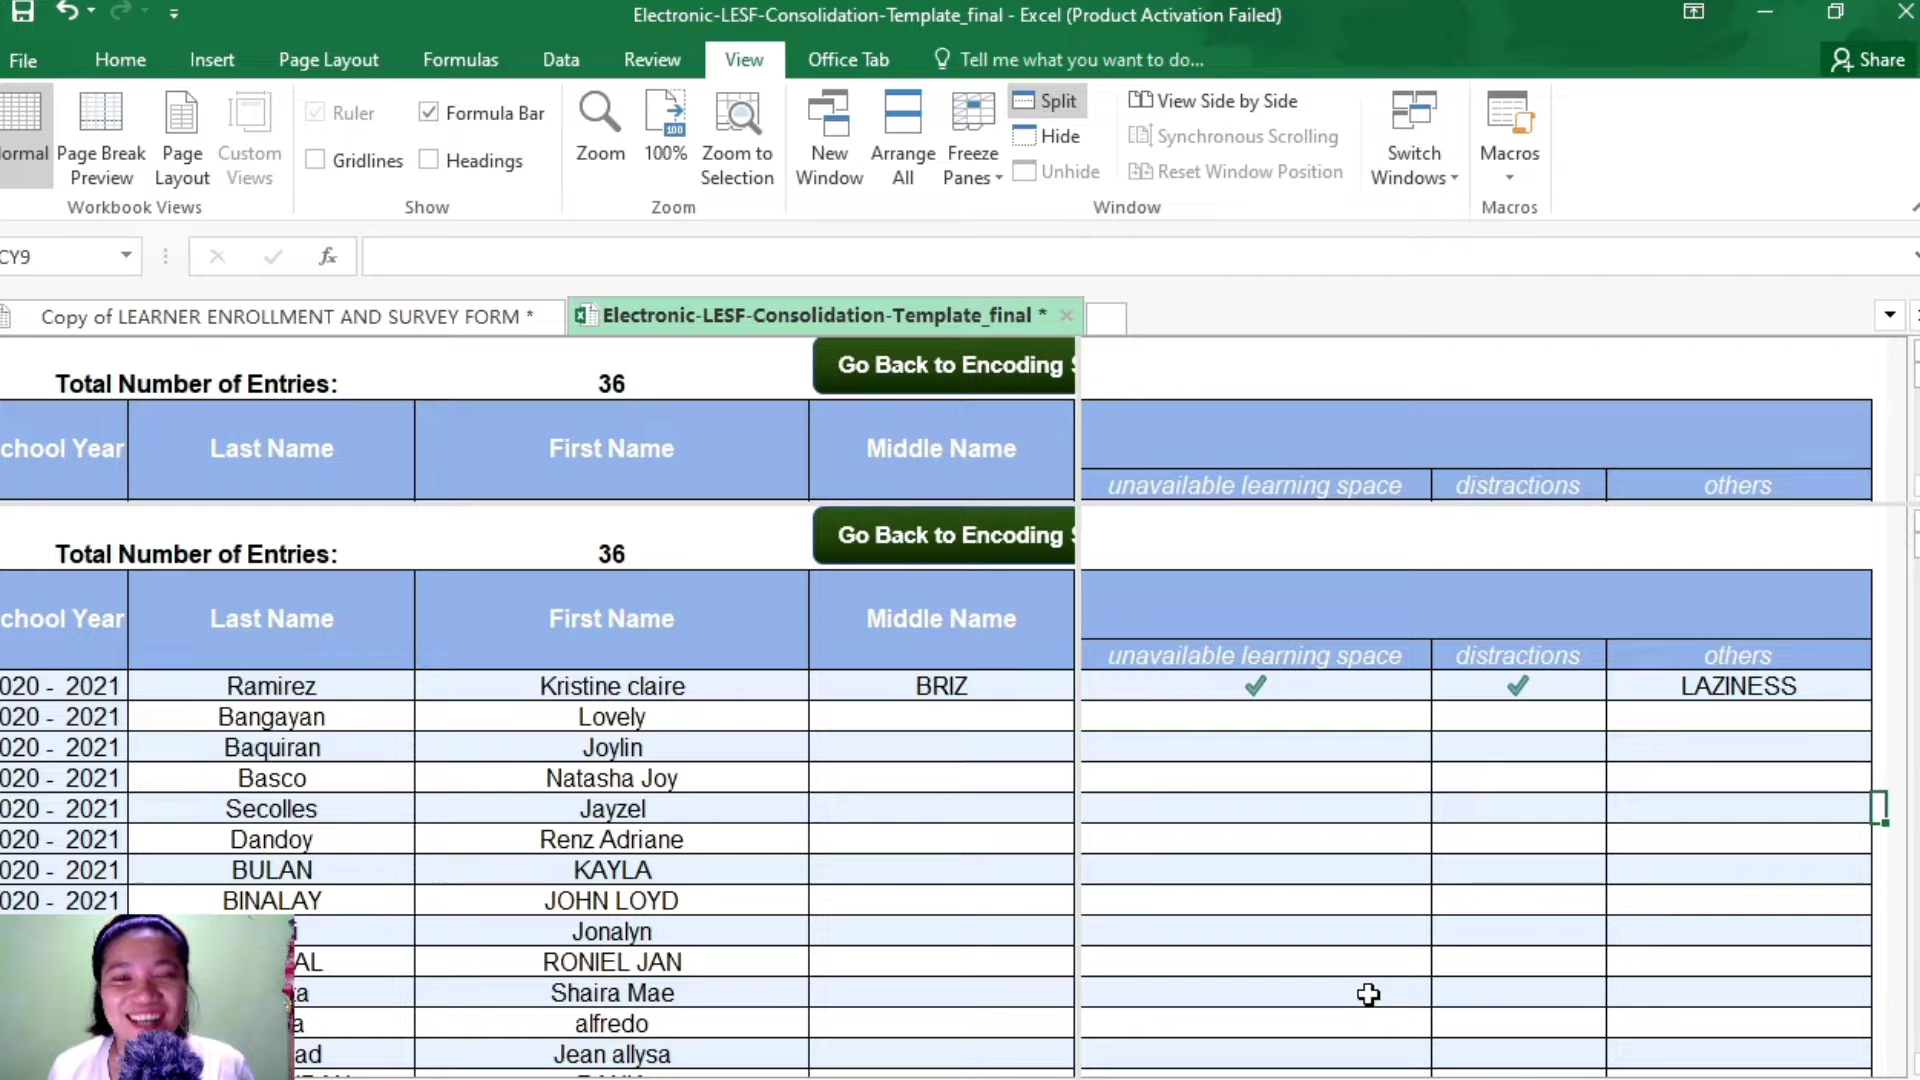 Electronic-LESF-Consolidation-Template_final - Excel (Product Activation Failed)
File Home Insert Page Layout Formulas Data Review View Office Tab Tell me what you want to do... Share
Ruler Formula Bar
Gridlines Headings
Page Break Preview
Page Layout
Custom Views
Zoom
100%
Zoom to Selection
New Window
Arrange All
Freeze Panes
Split
Hide
Unhide
View Side by Side
Synchronous Scrolling
Reset Window Position
Switch Windows
Macros
Workbook Views Show Zoom Window Macros
CY9 fx
Copy of LEARNER ENROLLMENT AND SURVEY FORM * Electronic-LESF-Consolidation-Template_final *
Total Number of Entries: 36 Go Back to Encoding
chool Year Last Name First Name Middle Name
unavailable learning space distractions others
Total Number of Entries: 36 Go Back to Encoding
chool Year Last Name First Name Middle Name
unavailable learning space distractions others
020 - 2021 Ramirez Kristine claire BRIZ ✔ ✔ LAZINESS
020 - 2021 Bangayan Lovely
020 - 2021 Baquiran Joylin
020 - 2021 Basco Natasha Joy
020 - 2021 Secolles Jayzel
020 - 2021 Dandoy Renz Adriane
020 - 2021 BULAN KAYLA
020 - 2021 BINALAY JOHN LOYD
Jonalyn
AL RONIEL JAN
ta Shaira Mae
a alfredo
ad Jean allysa